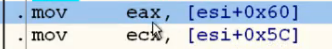 . mov eax, [esi+0x60]
. mov ecx, [esi+0x5C]